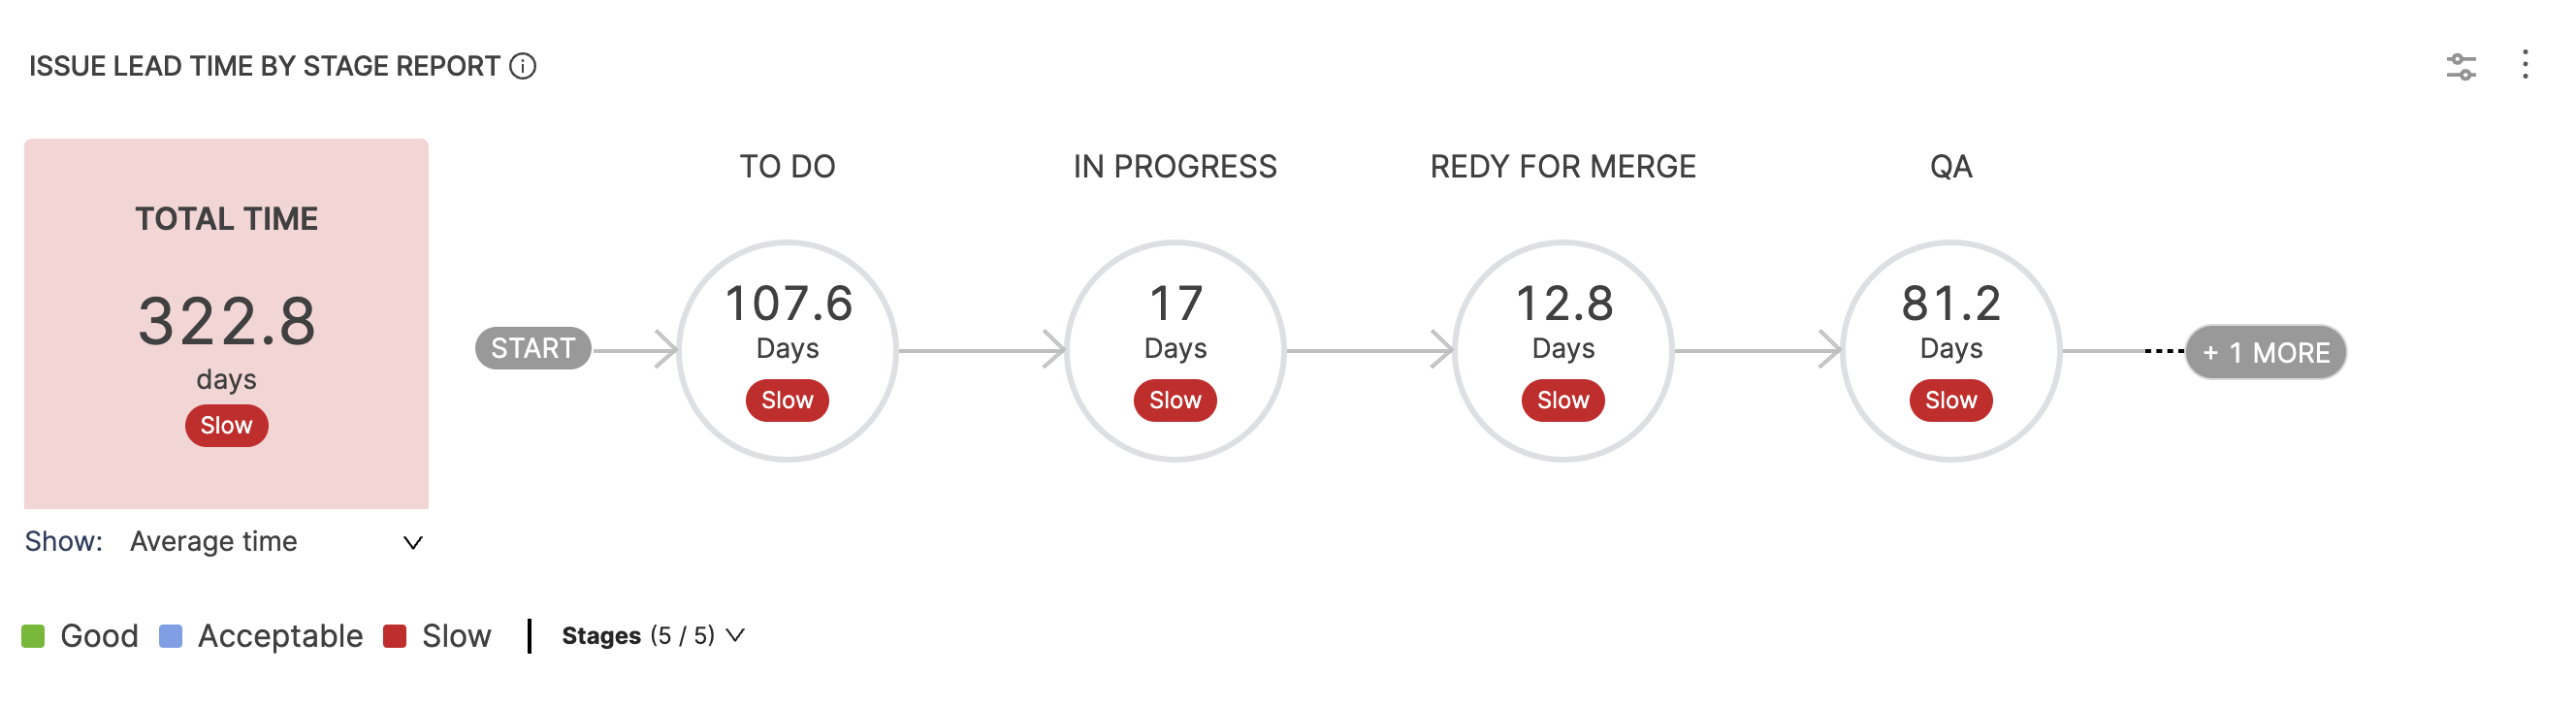 ISSUE LEAD TIME BY STAGE REPORT
TOTAL TIME
322.8
days
Slow
Show: Average time
START
TO DO
107.6
Days
Slow
IN PROGRESS
17
Days
Slow
REDY FOR MERGE
12.8
Days
Slow
QA
81.2
Days
Slow
+ 1 MORE
Good
Acceptable
Slow
Stages (5 / 5)